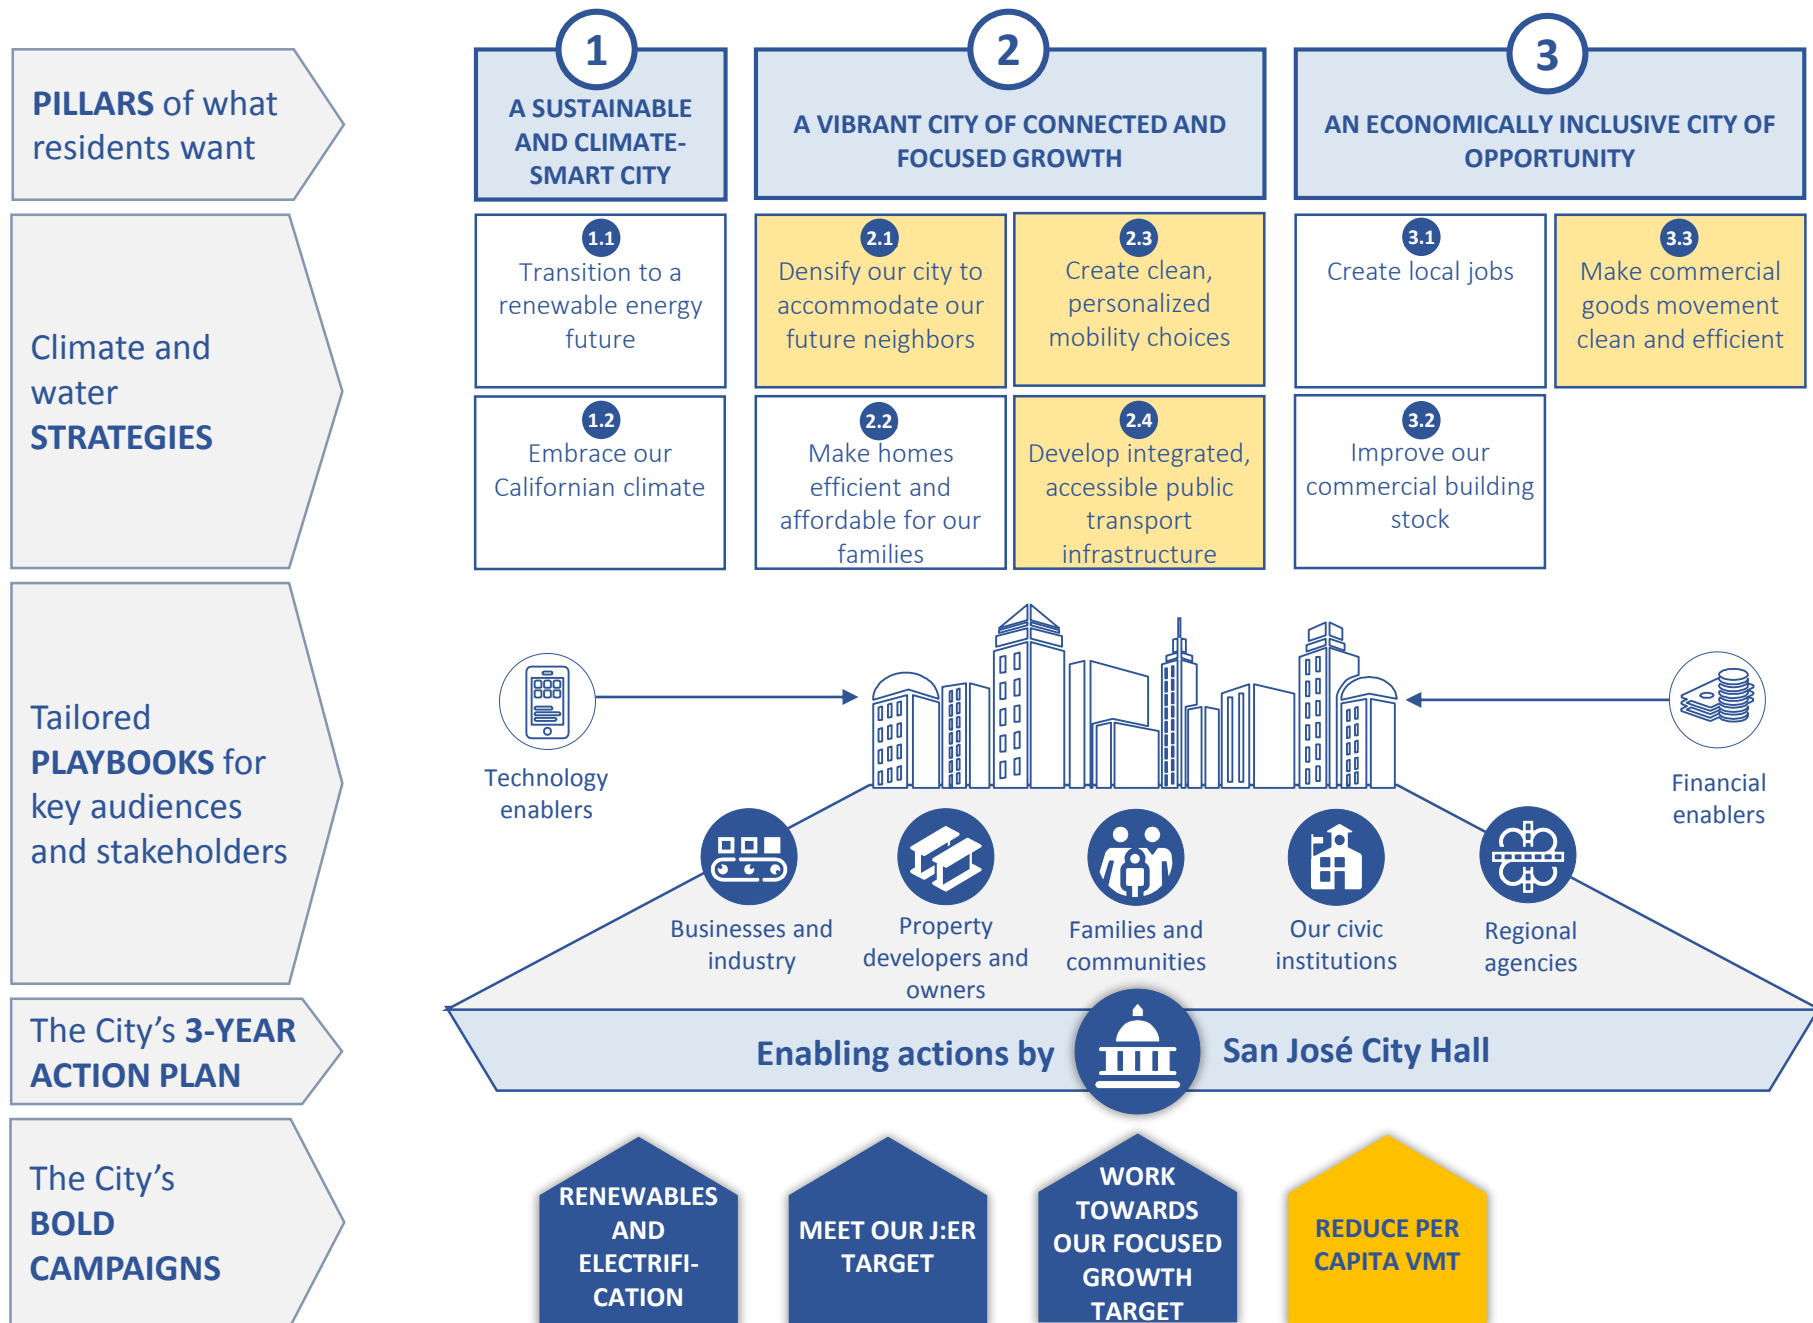 PILLARS of what
residents want
1
A SUSTAINABLE
AND CLIMATE-
SMART CITY
2
A VIBRANT CITY OF CONNECTED AND
FOCUSED GROWTH
3
AN ECONOMICALLY INCLUSIVE CITY OF
OPPORTUNITY
Climate and
water
STRATEGIES
1.1
Transition to a
renewable energy
future
2.1
Densify our city to
accommodate our
future neighbors
2.3
Create clean,
personalized
mobility choices
3.1
Create local jobs
3.3
Make commercial
goods movement
clean and efficient
1.2
Embrace our
Californian climate
2.2
Make homes
efficient and
affordable for our
families
2.4
Develop integrated,
accessible public
transport
infrastructure
3.2
Improve our
commercial building
stock
Tailored
PLAYBOOKS for
key audiences
and stakeholders
Technology
enablers
Financial
enablers
Businesses and
industry
Property
developers and
owners
Families and
communities
Our civic
institutions
Regional
agencies
The City’s 3-YEAR
ACTION PLAN
Enabling actions by San José City Hall
The City’s
BOLD
CAMPAIGNS
RENEWABLES
AND
ELECTRIFI-
CATION
MEET OUR J:ER
TARGET
WORK
TOWARDS
OUR FOCUSED
GROWTH
TARGET
REDUCE PER
CAPITA VMT